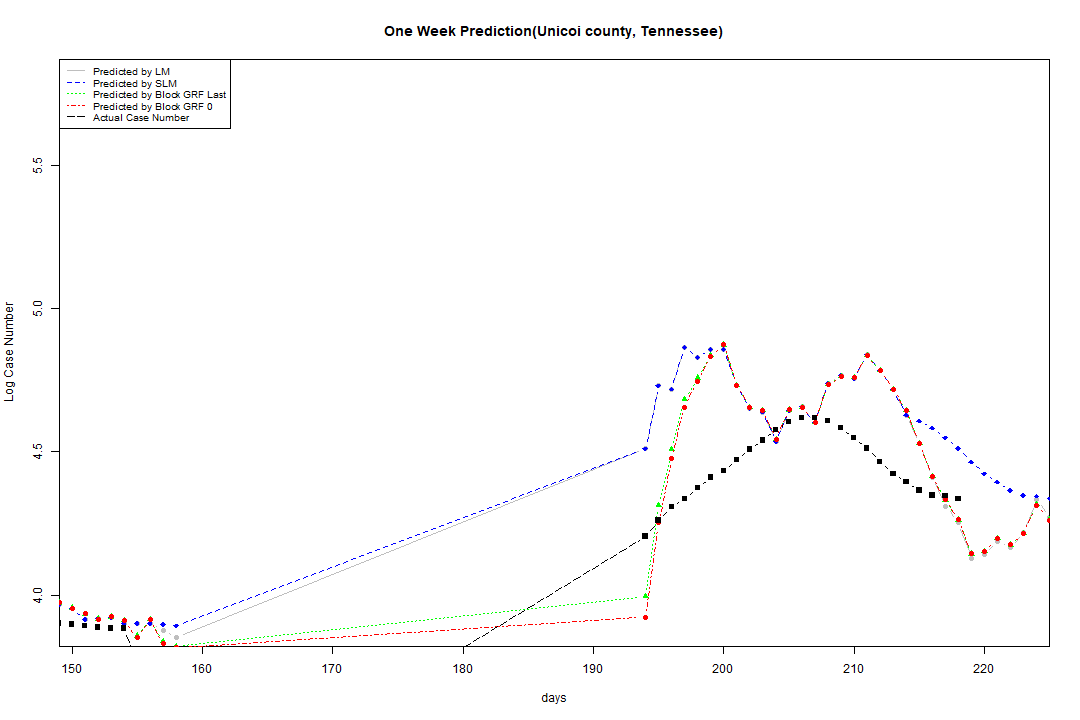 One Week Prediction(Unicoi county, Tennessee)
Predicted by LM
Predicted by SLM
Predicted by Block GRF Last
Predicted by Block GRF 0
Actual Case Number
5.5
5.0
4.5
4.0
Log Case Number
150 160 170 180 190 200 210 220
days